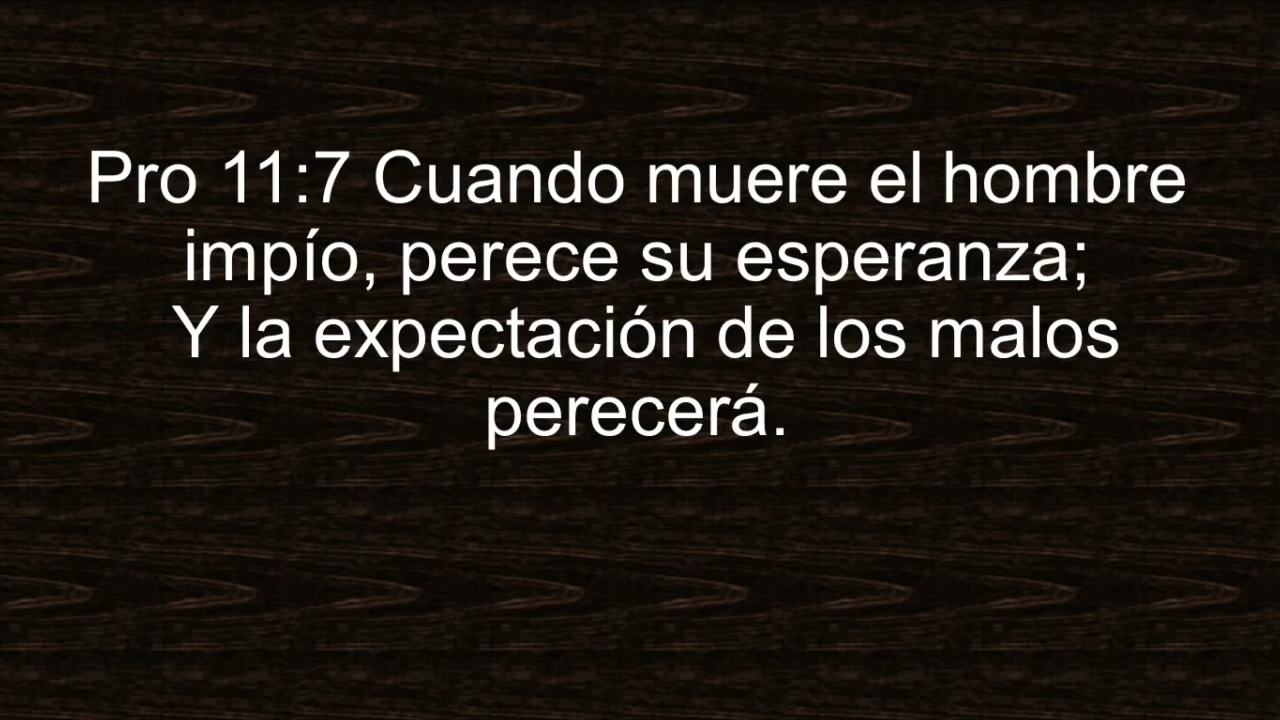 Pro 11:7 Cuando muere el hombre
impío, perece su esperanza;
Y la expectación de los malos
perecerá.